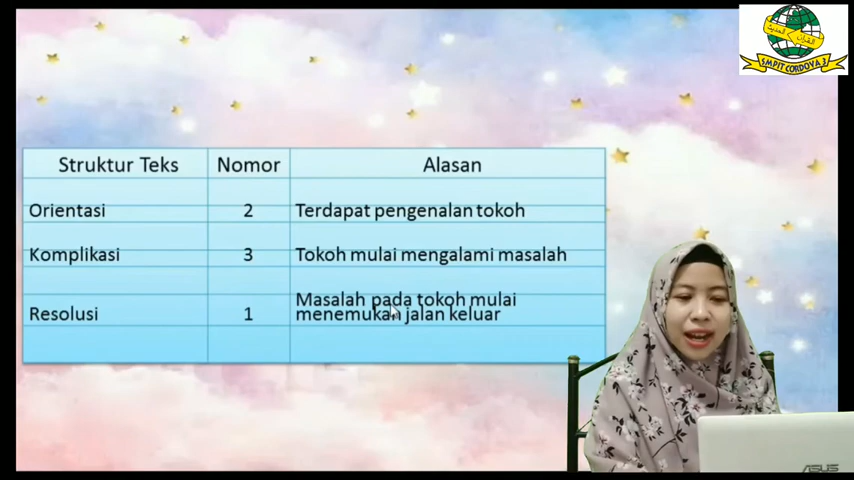 SMPIT CORDOVA 3
Struktur Teks Nomor Alasan
Orientasi 2 Terdapat pengenalan tokoh
Komplikasi 3 Tokoh mulai mengalami masalah
Resolusi 1 Masalah pada tokoh mulai
menemukan jalan keluar
ASUS